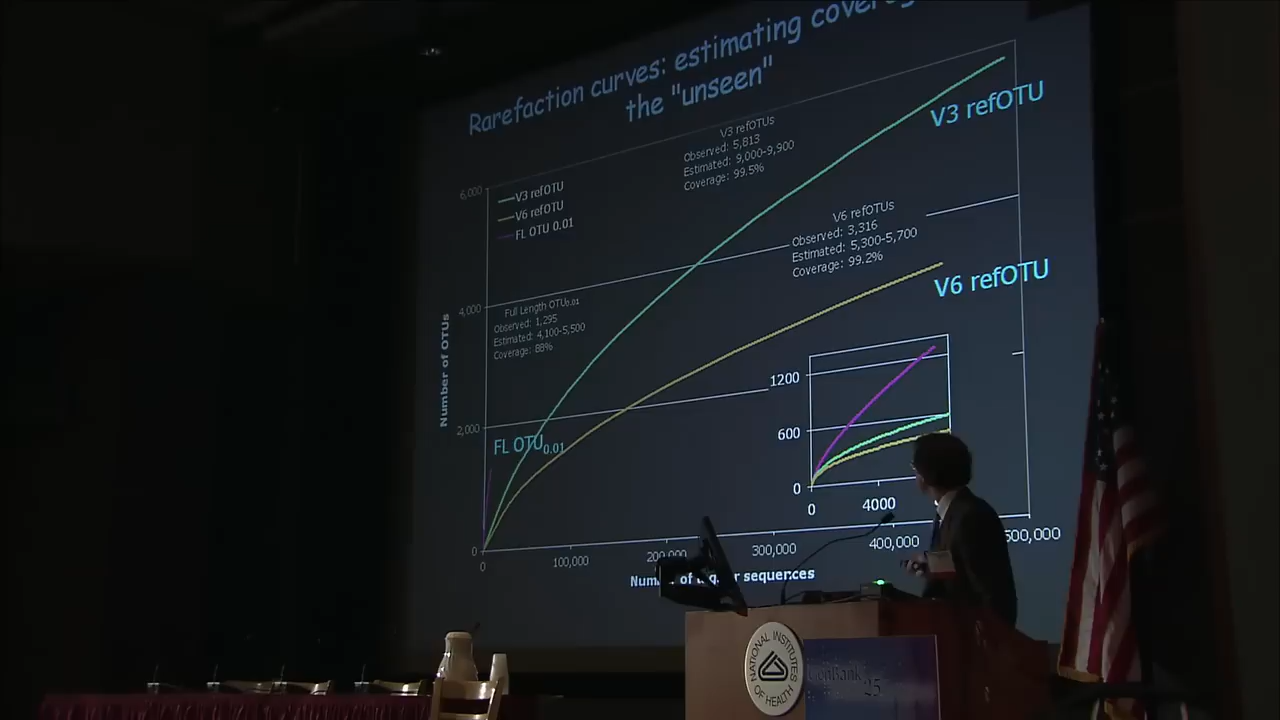 Rarefaction curves: estimating
the "unseen"
V3 refOTU
V3 refOTUs
Observed: 5,813
Estimated: 9,000-9,900
Coverage: 99.5%
6,000
V3 refOTU
V6 refOTU
FL OTU 0.01
V6 refOTUs
Observed: 3,316
Estimated: 5,300-5,700
Coverage: 99.2%
V6 refOTU
4,000
Full Length OTU0.01
Observed: 1,295
Estimated: 4,100-5,500
Coverage: 88%
Number of OTUs
1200
600
0
0
4000
2,000
FL OTU0.01
0
0
100,000
200,000
300,000
400,000
500,000
sequences
NATIONAL INSTITUTES
OF HEALTH
GenBank
25